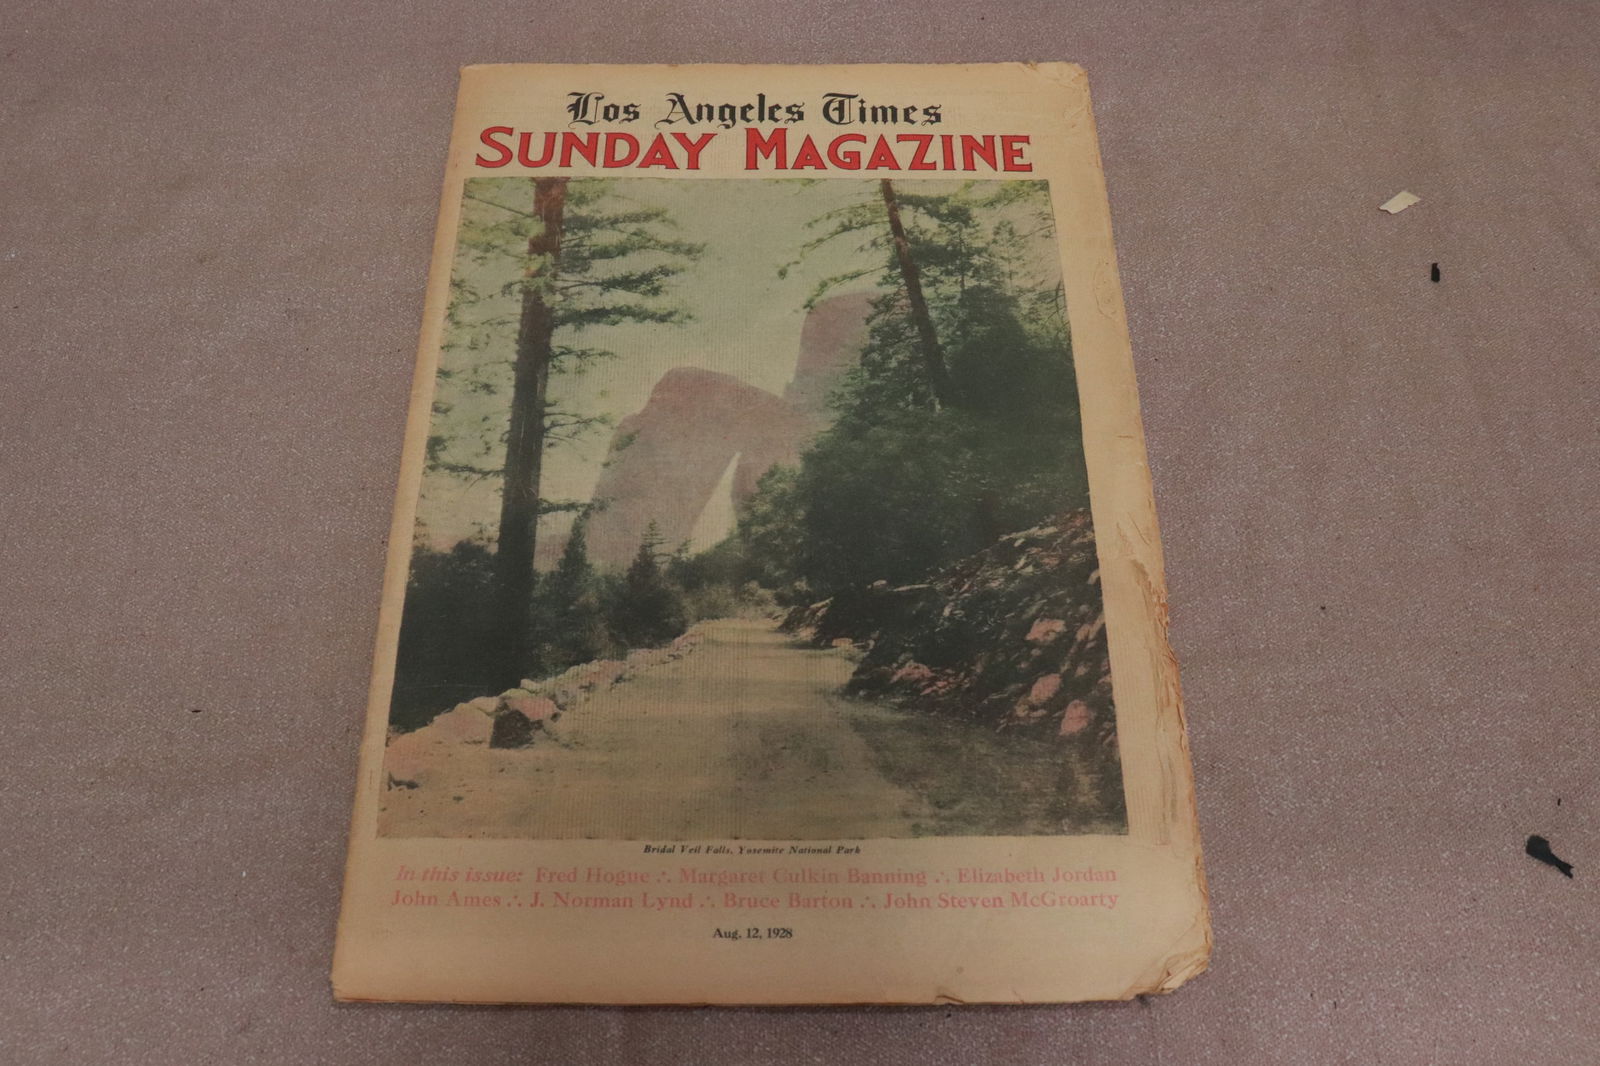 Los Angeles Times
SUNDAY MAGAZINE
Bridal Veil Falls, Yosemite National Park
In this issue: Fred Hogue ∴ Margaret Culkin Banning ∴ Elizabeth Jordan
John Ames ∴ J. Norman Lynd ∴ Bruce Barton ∴ John Steven McGroarty
Aug. 12, 1928